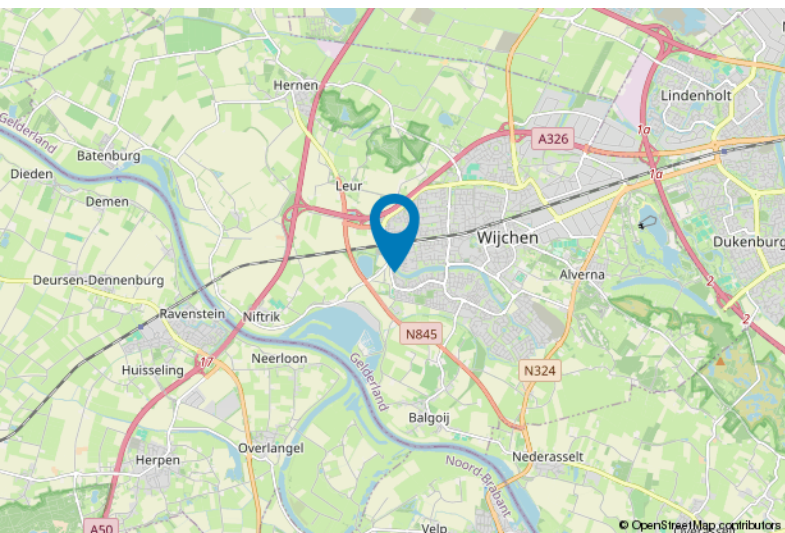 Hernen
Lindenholt
A326
1a
Gelderland
Batenburg
Dieden
Leur
1a
Demen
Wijchen
Dukenburg
Alverna
Deursen-Dennenburg
2
Ravenstein
Niftrik
2
N845
Neerloon
17
Huisseling
Gelderland
N324
Balgoij
Overlangel
Nederasselt
Herpen
Noord-Brabant
A50
Velp
© OpenStreetMap contributors